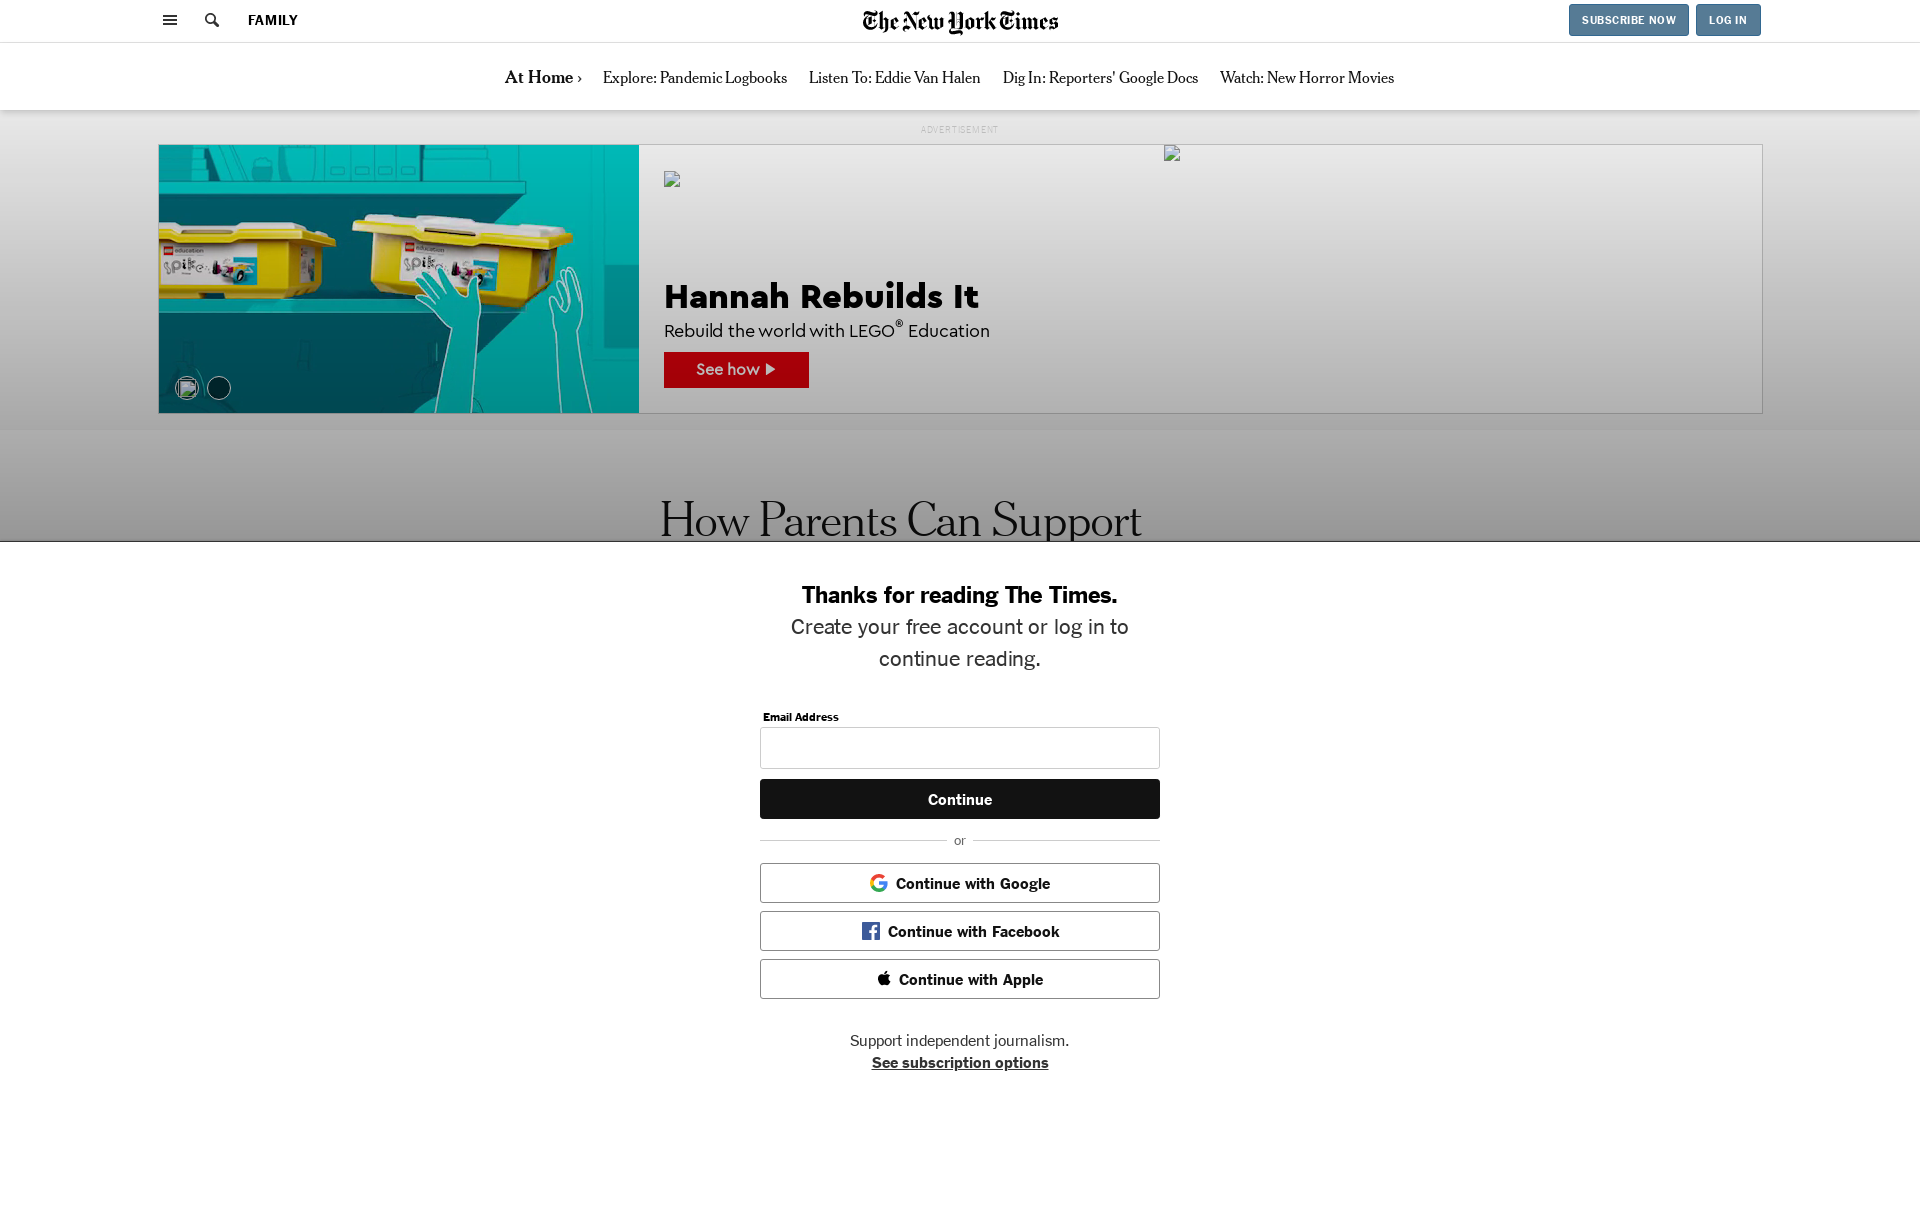 FAMILY
The New York Times
SUBSCRIBE NOW
LOG IN
At Home ›
Explore: Pandemic Logbooks
Listen To: Eddie Van Halen
Dig In: Reporters' Google Docs
Watch: New Horror Movies
ADVERTISEMENT
education
education
Hannah Rebuilds It
Rebuild the world with LEGO® Education
See how
How Parents Can Support
Thanks for reading The Times.
Create your free account or log in to
continue reading.
Email Address
Continue
or
Continue with Google
Continue with Facebook
Continue with Apple
Support independent journalism.
See subscription options